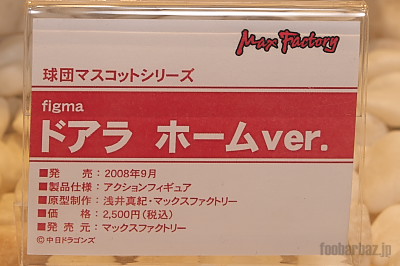 Max Factory
球団マスコットシリーズ
figma
ドアラ ホームver.
■発　売：2008年9月
■製品仕様：アクションフィギュア
■原型制作：浅井真紀・マックスファクトリー
■価　格：2,500円(税込)
■発売元：マックスファクトリー
©中日ドラゴンズ
foobarbaz.jp